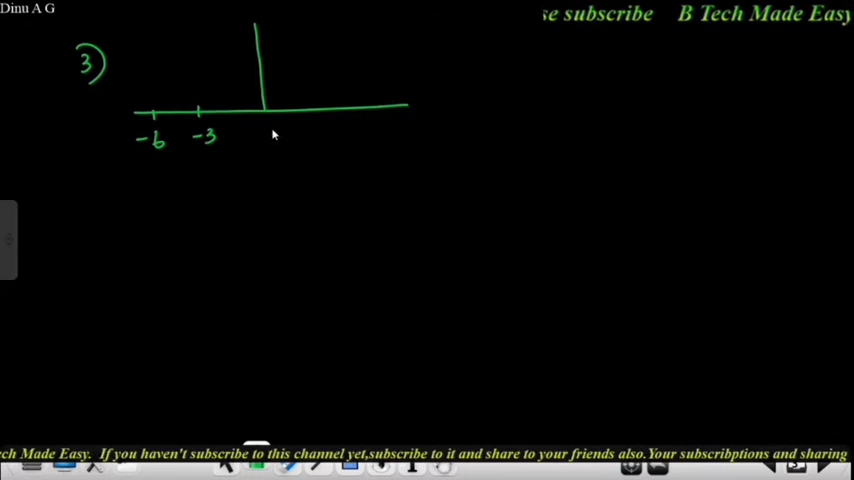 Dinu A G
se subscribe B Tech Made Easy
3)
-6 -3
ch Made Easy. If you haven't subscribe to this channel yet,subscribe to it and share to your friends also.Your subscribptions and sharing